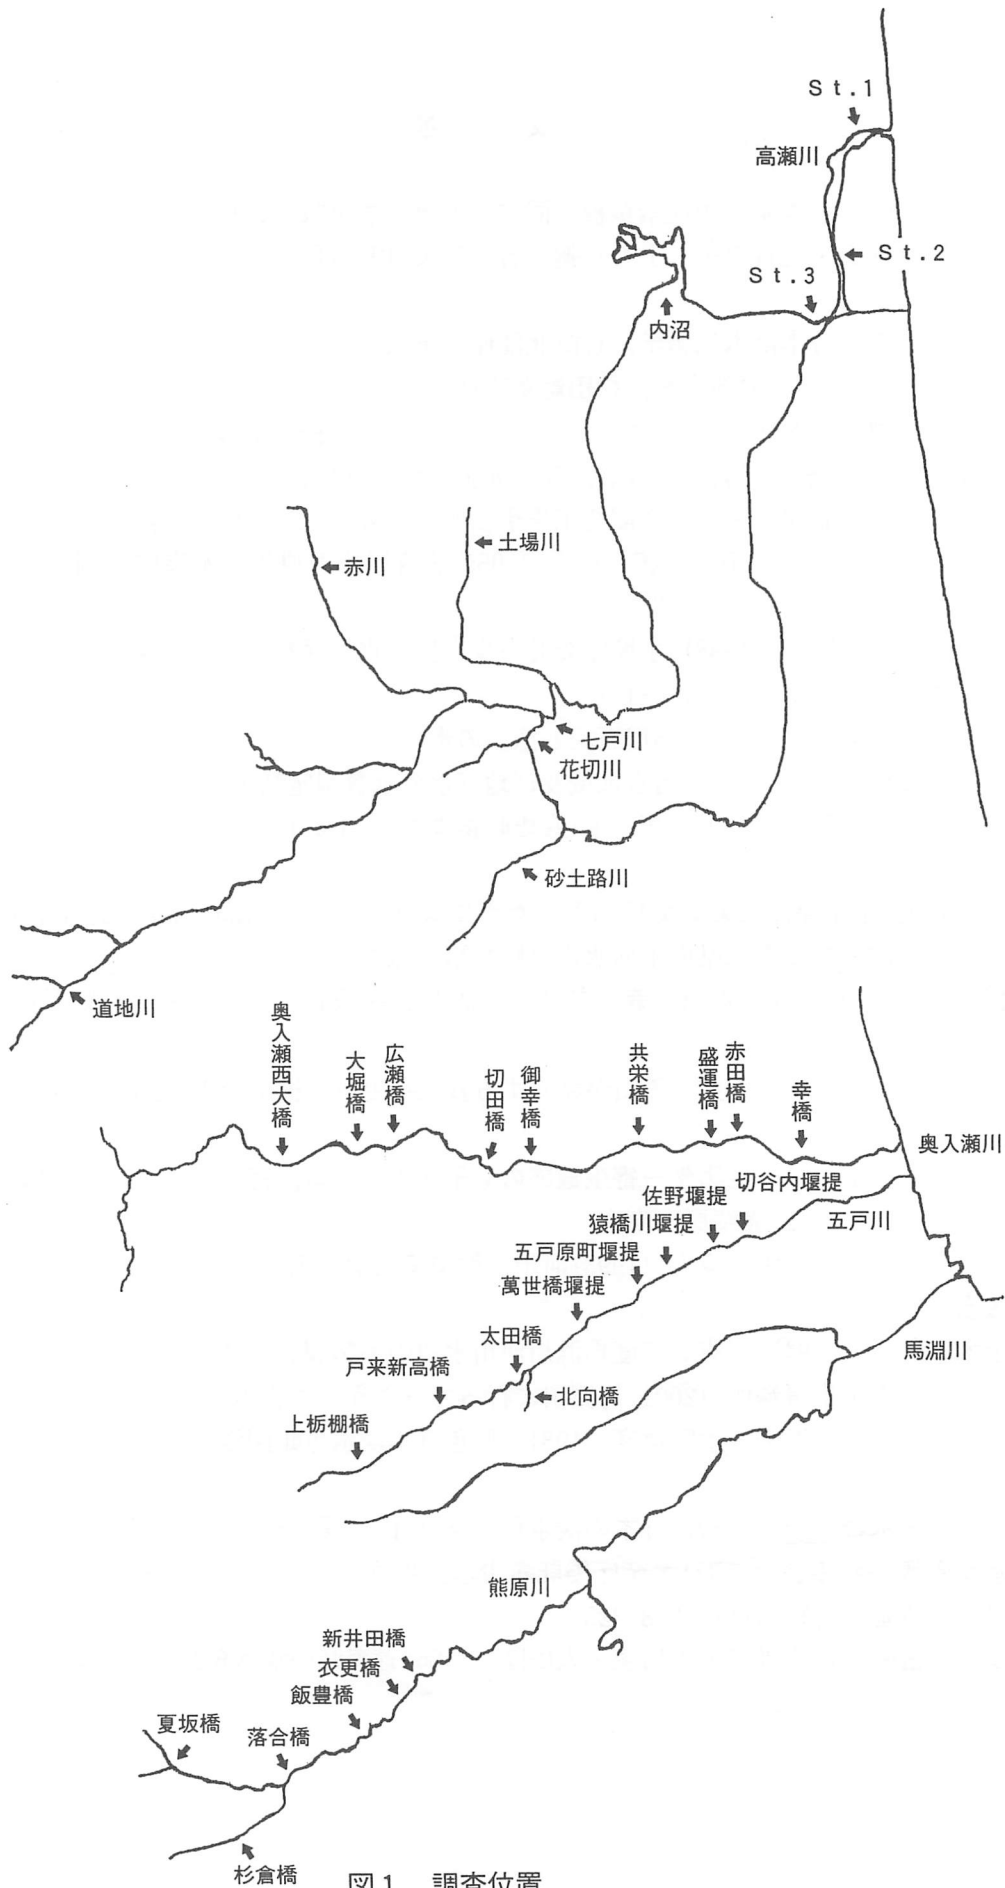 St.1
高瀬川
St.2
St.3
内沼
土場川
赤川
七戸川
花切川
砂土路川
道地川
奥入瀬西大橋
大堀橋
広瀬橋
切田橋
御幸橋
共栄橋
盛運橋
赤田橋
幸橋
奥入瀬川
切谷内堰提
佐野堰提
五戸川
猿橋川堰提
五戸原町堰提
萬世橋堰提
太田橋
馬淵川
戸来新高橋
北向橋
上栃棚橋
熊原川
新井田橋
衣更橋
飯豊橋
夏坂橋
落合橋
杉倉橋
図1 調査位置